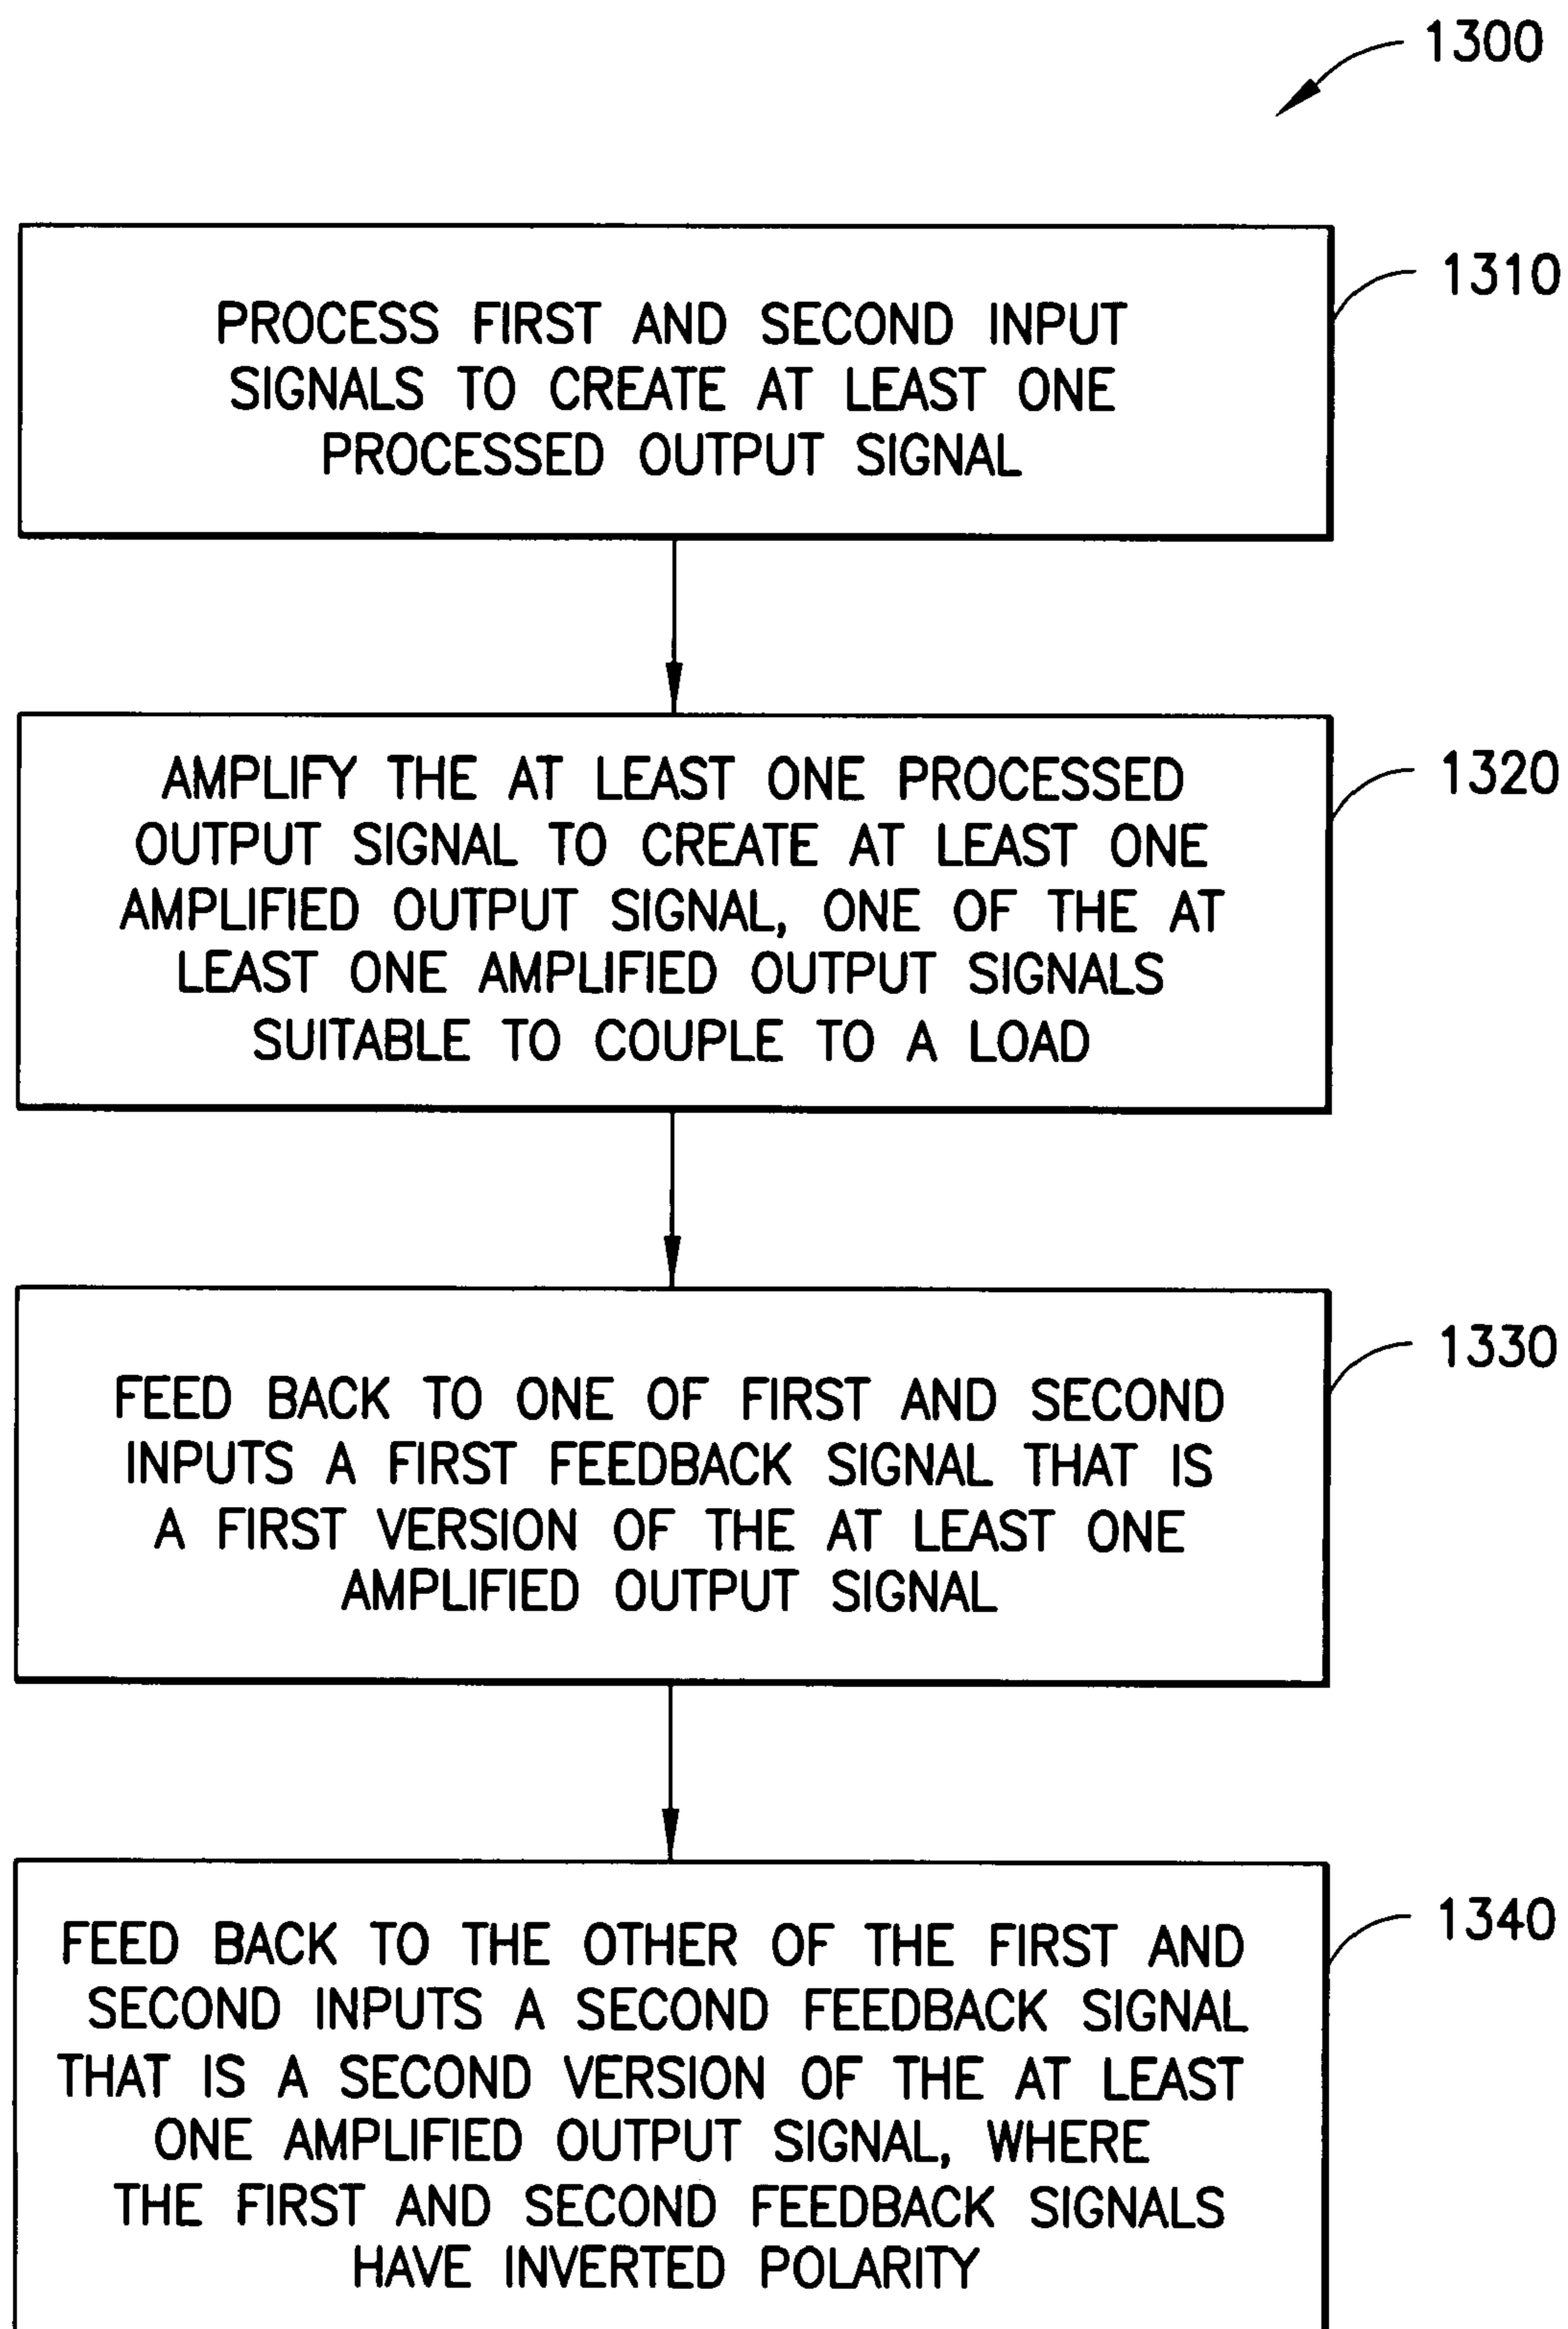 1300
1310
PROCESS FIRST AND SECOND INPUT
SIGNALS TO CREATE AT LEAST ONE
PROCESSED OUTPUT SIGNAL
1320
AMPLIFY THE AT LEAST ONE PROCESSED
OUTPUT SIGNAL TO CREATE AT LEAST ONE
AMPLIFIED OUTPUT SIGNAL, ONE OF THE AT
LEAST ONE AMPLIFIED OUTPUT SIGNALS
SUITABLE TO COUPLE TO A LOAD
1330
FEED BACK TO ONE OF FIRST AND SECOND
INPUTS A FIRST FEEDBACK SIGNAL THAT IS
A FIRST VERSION OF THE AT LEAST ONE
AMPLIFIED OUTPUT SIGNAL
1340
FEED BACK TO THE OTHER OF THE FIRST AND
SECOND INPUTS A SECOND FEEDBACK SIGNAL
THAT IS A SECOND VERSION OF THE AT LEAST
ONE AMPLIFIED OUTPUT SIGNAL, WHERE
THE FIRST AND SECOND FEEDBACK SIGNALS
HAVE INVERTED POLARITY